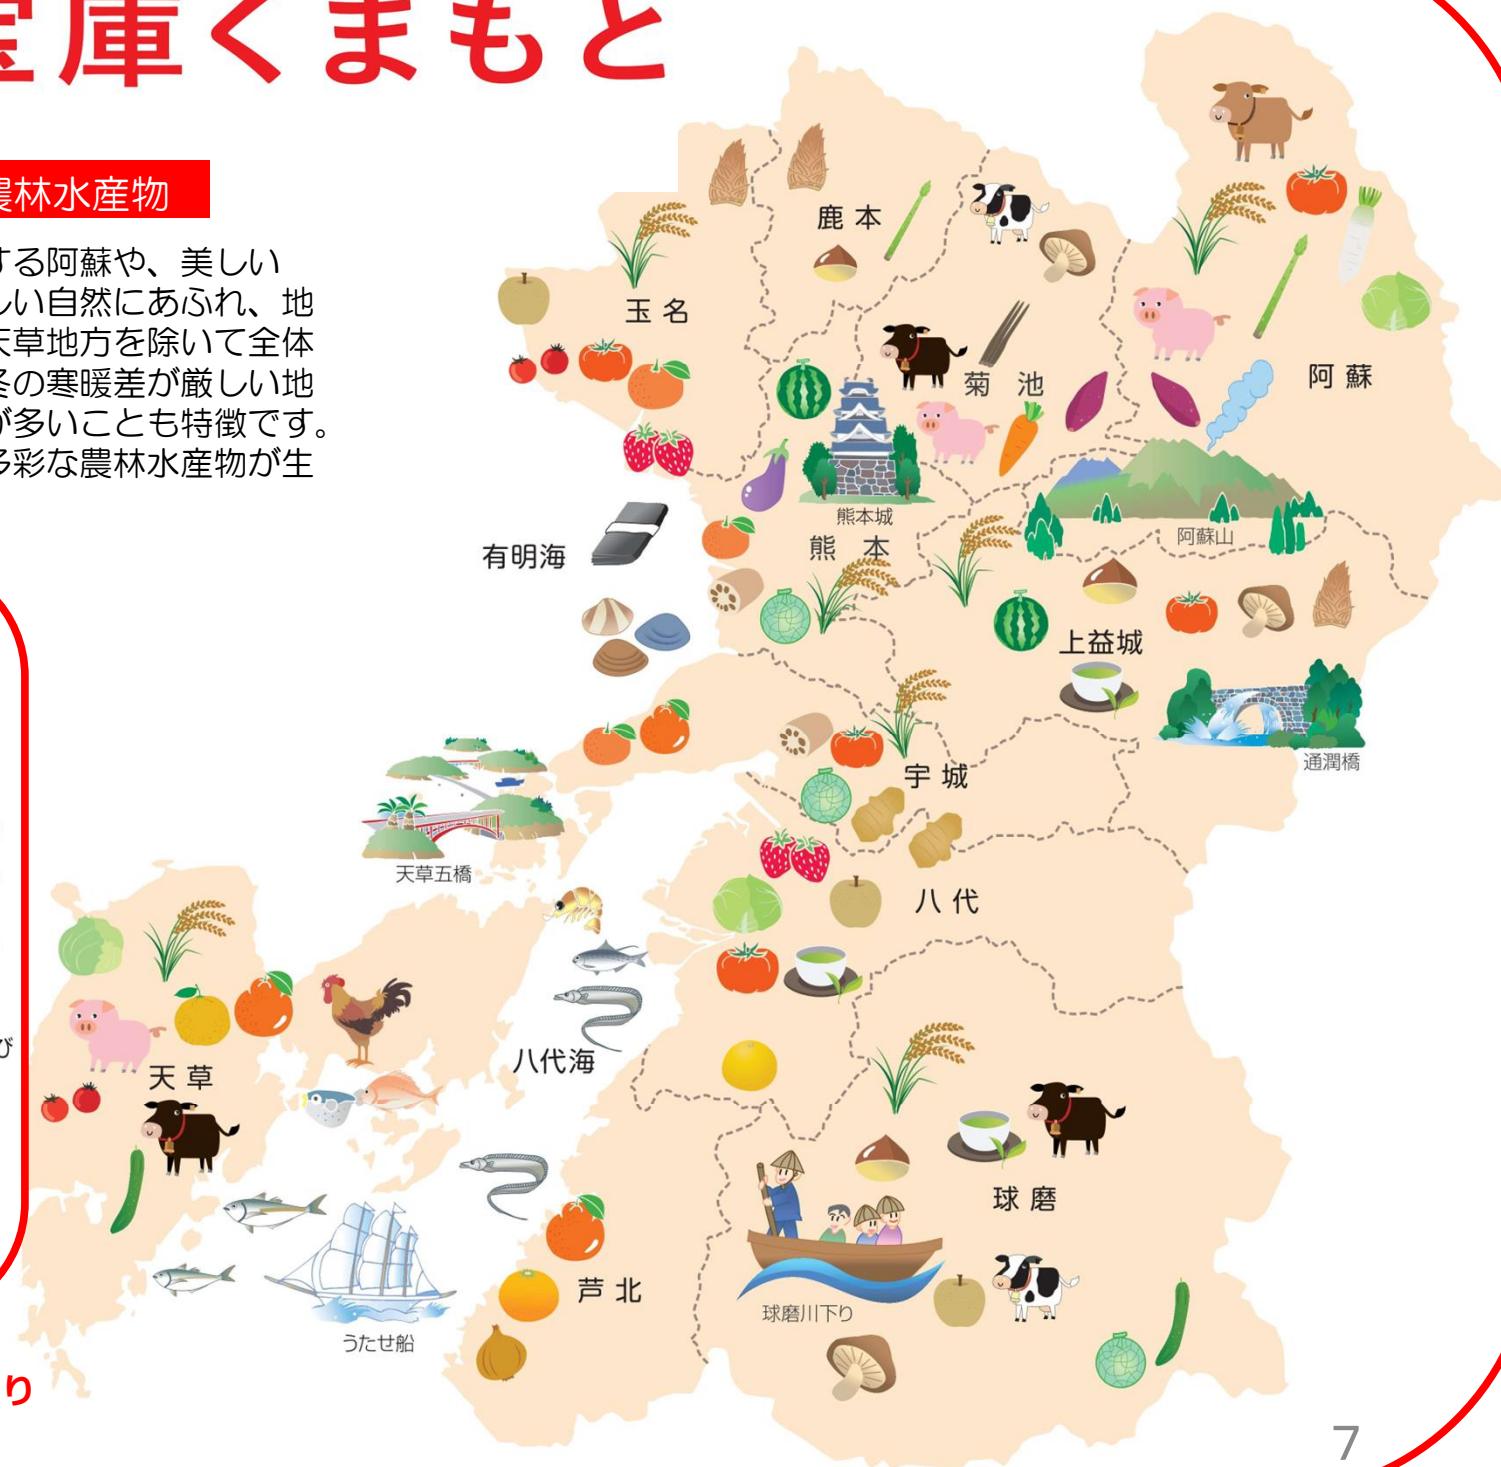 宝庫くまもと
農林水産物
する阿蘇や、美しい
しい自然にあふれ、地
天草地方を除いて全体
冬の寒暖差が厳しい地
が多いことも特徴です。
多彩な農林水産物が生
鹿本
玉名
菊池
阿蘇
熊本城
熊本
阿蘇山
有明海
上益城
通潤橋
宇城
天草五橋
八代
び
八代海
天草
球磨
芦北
球磨川下り
うたせ船
り
7